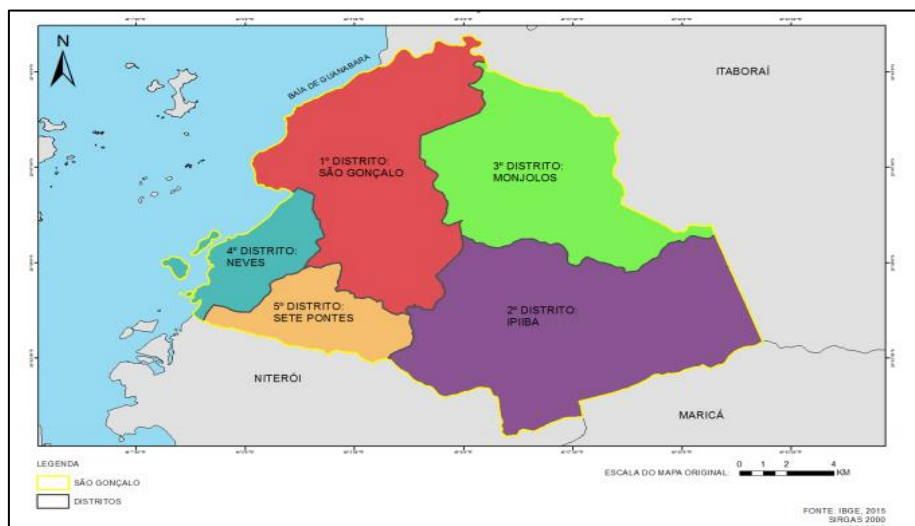 N
BAÍA DE GUANABARA
ITABORAÍ
1º DISTRITO:
SÃO GONÇALO
3º DISTRITO:
MONJOLOS
4º DISTRITO:
NEVES
5º DISTRITO:
SETE PONTES
2º DISTRITO:
IPIIBA
NITERÓI
MARICÁ
LEGENDA
SÃO GONÇALO
DISTRITOS
ESCALA DO MAPA ORIGINAL:
0 1 2 4
KM
FONTE: IBGE, 2015
SIRGAS 2000